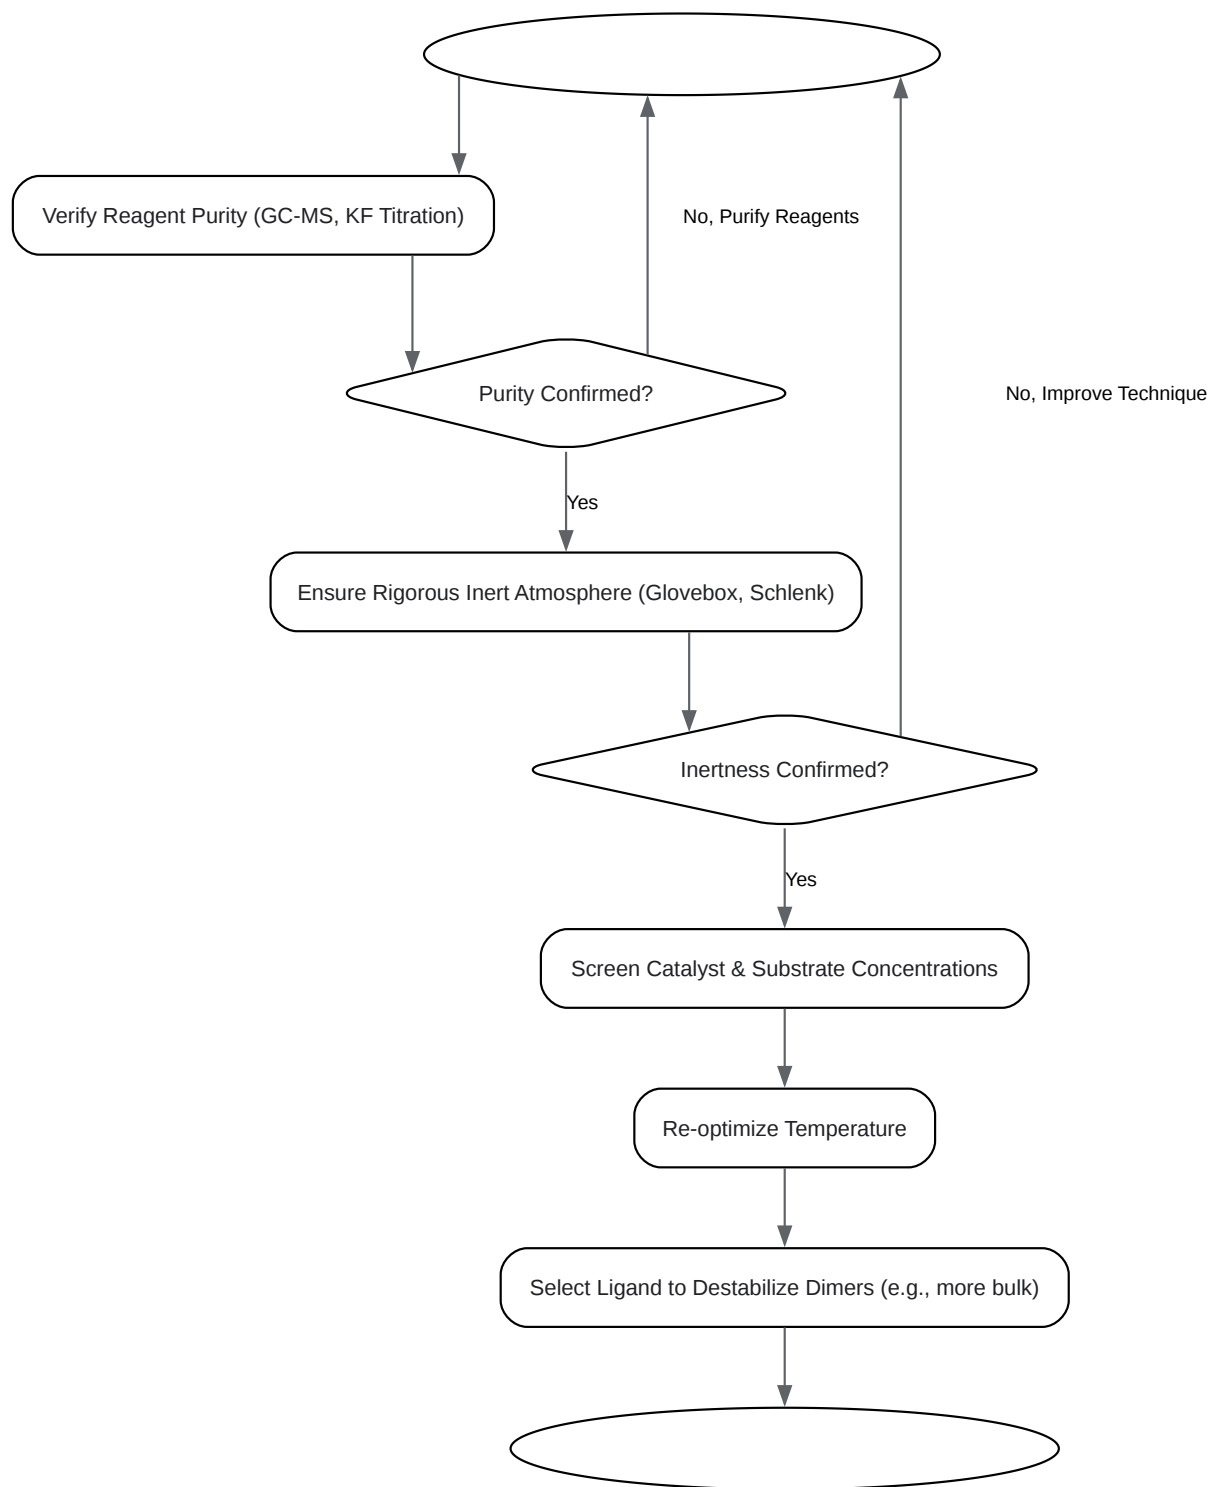 Verify Reagent Purity (GC-MS, KF Titration)
No, Purify Reagents
Purity Confirmed?
No, Improve Technique
Yes
Ensure Rigorous Inert Atmosphere (Glovebox, Schlenk)
Inertness Confirmed?
Yes
Screen Catalyst & Substrate Concentrations
Re-optimize Temperature
Select Ligand to Destabilize Dimers (e.g., more bulk)